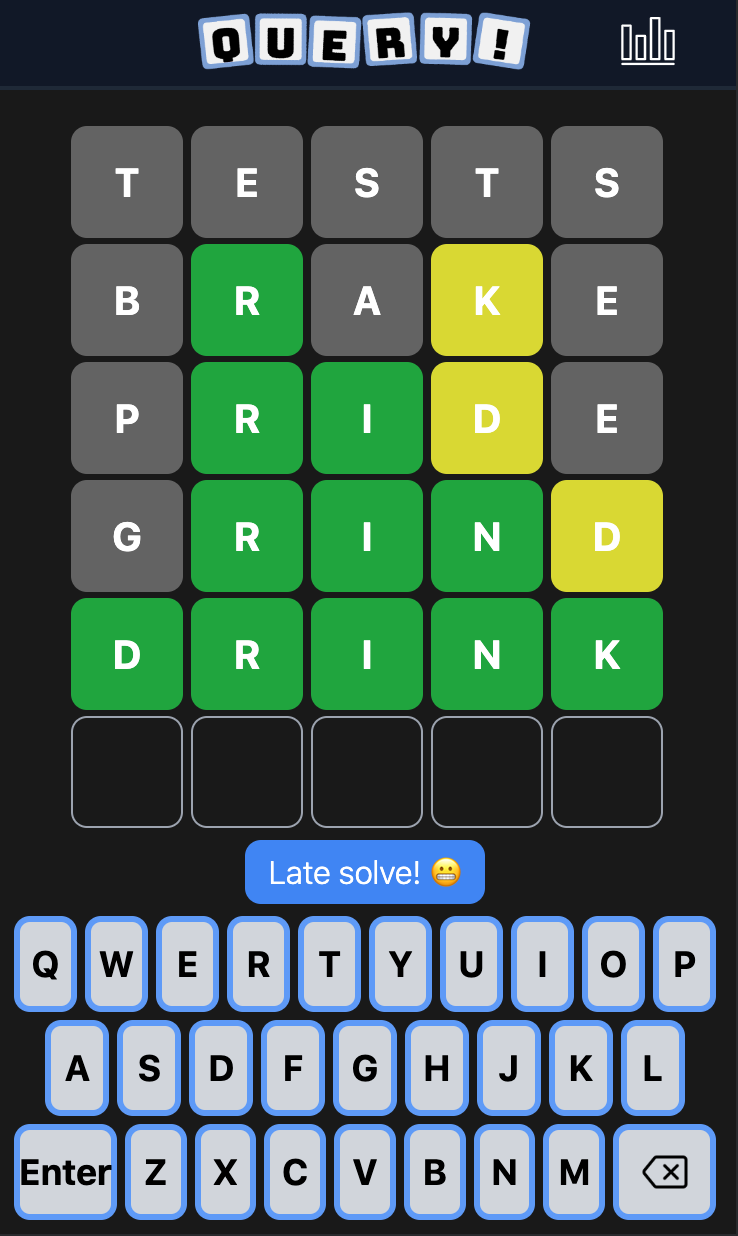 QUERY!
T E S T S
B R A K E
P R I D E
G R I N D
D R I N K
Late solve! 😬
Q W E R T Y U I O P
A S D F G H J K L
Enter Z X C V B N M